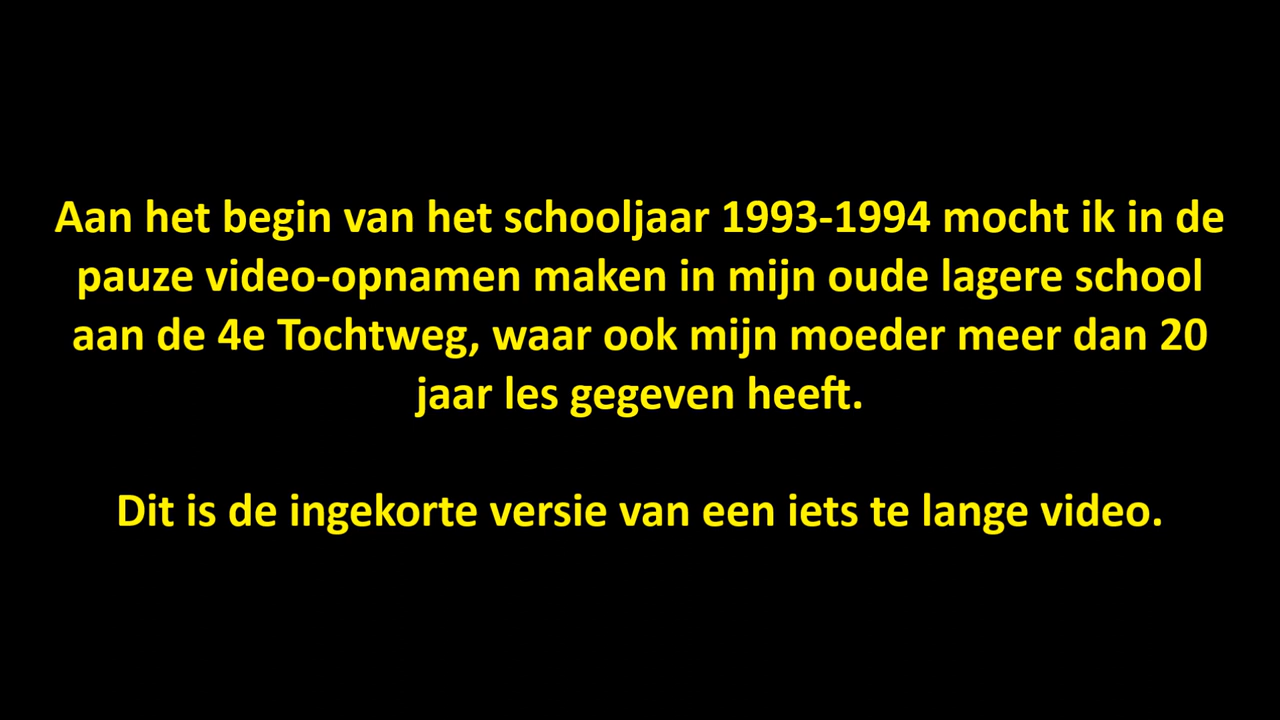 Aan het begin van het schooljaar 1993-1994 mocht ik in de
pauze video-opnamen maken in mijn oude lagere school
aan de 4e Tochtweg, waar ook mijn moeder meer dan 20
jaar les gegeven heeft.
Dit is de ingekorte versie van een iets te lange video.